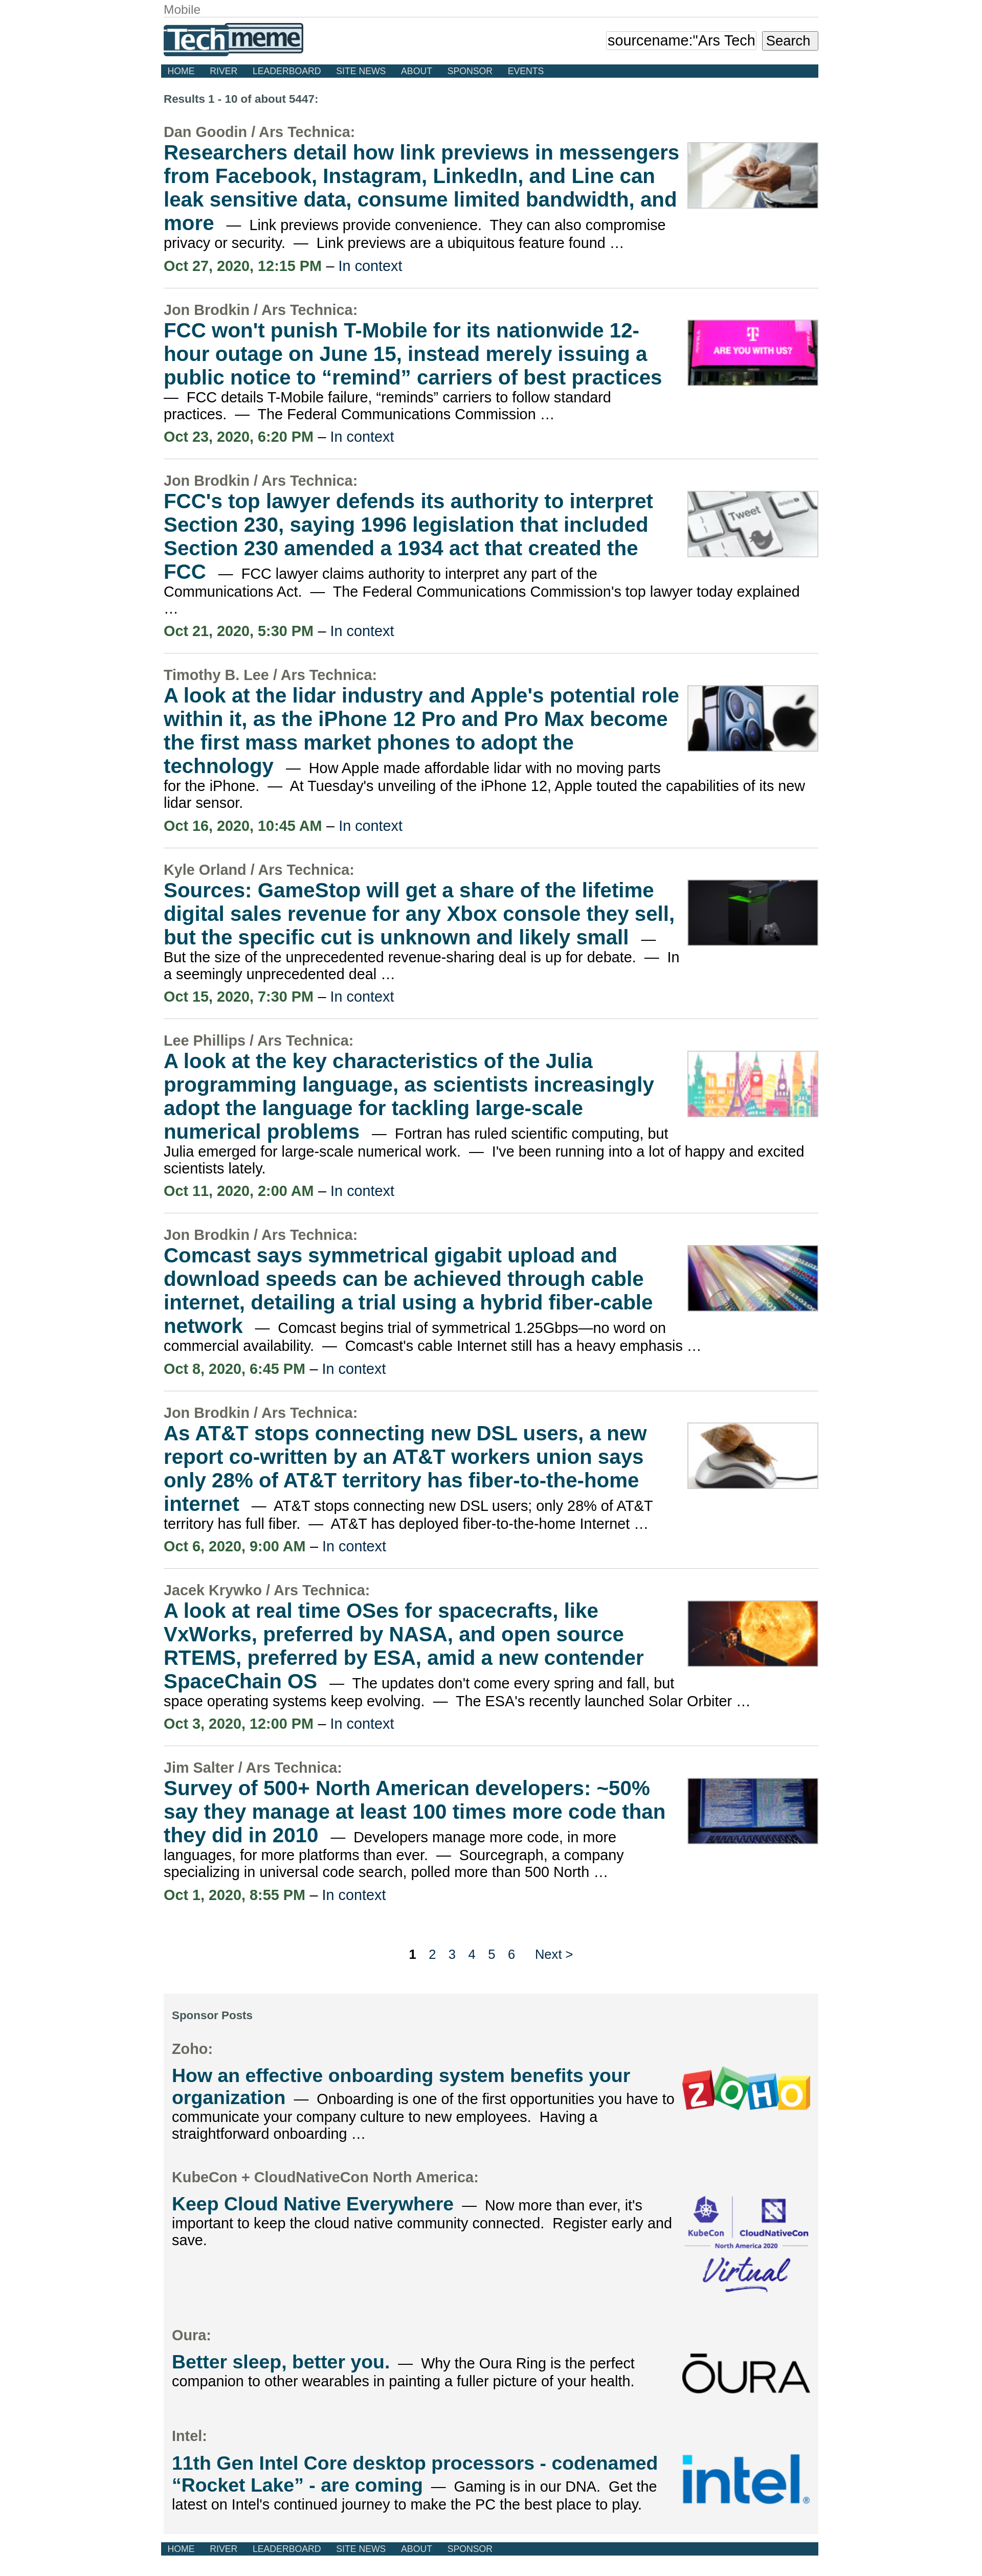 Mobile
Techmeme
sourcename:"Ars Tech
Search
HOME RIVER LEADERBOARD SITE NEWS ABOUT SPONSOR EVENTS
Results 1 - 10 of about 5447:
Dan Goodin / Ars Technica:
Researchers detail how link previews in messengers
from Facebook, Instagram, LinkedIn, and Line can
leak sensitive data, consume limited bandwidth, and
more — Link previews provide convenience. They can also compromise
privacy or security. — Link previews are a ubiquitous feature found …
Oct 27, 2020, 12:15 PM – In context
Jon Brodkin / Ars Technica:
FCC won't punish T-Mobile for its nationwide 12-
hour outage on June 15, instead merely issuing a
public notice to “remind” carriers of best practices
— FCC details T-Mobile failure, “reminds” carriers to follow standard
practices. — The Federal Communications Commission …
T
ARE YOU WITH US?
Oct 23, 2020, 6:20 PM – In context
Jon Brodkin / Ars Technica:
FCC's top lawyer defends its authority to interpret
Section 230, saying 1996 legislation that included
Section 230 amended a 1934 act that created the
FCC — FCC lawyer claims authority to interpret any part of the
Communications Act. — The Federal Communications Commission's top lawyer today explained
…
Tweet
Oct 21, 2020, 5:30 PM – In context
Timothy B. Lee / Ars Technica:
A look at the lidar industry and Apple's potential role
within it, as the iPhone 12 Pro and Pro Max become
the first mass market phones to adopt the
technology — How Apple made affordable lidar with no moving parts
for the iPhone. — At Tuesday's unveiling of the iPhone 12, Apple touted the capabilities of its new
lidar sensor.
Oct 16, 2020, 10:45 AM – In context
Kyle Orland / Ars Technica:
Sources: GameStop will get a share of the lifetime
digital sales revenue for any Xbox console they sell,
but the specific cut is unknown and likely small —
But the size of the unprecedented revenue-sharing deal is up for debate. — In
a seemingly unprecedented deal …
Oct 15, 2020, 7:30 PM – In context
Lee Phillips / Ars Technica:
A look at the key characteristics of the Julia
programming language, as scientists increasingly
adopt the language for tackling large-scale
numerical problems — Fortran has ruled scientific computing, but
Julia emerged for large-scale numerical work. — I've been running into a lot of happy and excited
scientists lately.
Oct 11, 2020, 2:00 AM – In context
Jon Brodkin / Ars Technica:
Comcast says symmetrical gigabit upload and
download speeds can be achieved through cable
internet, detailing a trial using a hybrid fiber-cable
network — Comcast begins trial of symmetrical 1.25Gbps—no word on
commercial availability. — Comcast's cable Internet still has a heavy emphasis …
Oct 8, 2020, 6:45 PM – In context
Jon Brodkin / Ars Technica:
As AT&T stops connecting new DSL users, a new
report co-written by an AT&T workers union says
only 28% of AT&T territory has fiber-to-the-home
internet — AT&T stops connecting new DSL users; only 28% of AT&T
territory has full fiber. — AT&T has deployed fiber-to-the-home Internet …
Oct 6, 2020, 9:00 AM – In context
Jacek Krywko / Ars Technica:
A look at real time OSes for spacecrafts, like
VxWorks, preferred by NASA, and open source
RTEMS, preferred by ESA, amid a new contender
SpaceChain OS — The updates don't come every spring and fall, but
space operating systems keep evolving. — The ESA's recently launched Solar Orbiter …
Oct 3, 2020, 12:00 PM – In context
Jim Salter / Ars Technica:
Survey of 500+ North American developers: ~50%
say they manage at least 100 times more code than
they did in 2010 — Developers manage more code, in more
languages, for more platforms than ever. — Sourcegraph, a company
specializing in universal code search, polled more than 500 North …
Oct 1, 2020, 8:55 PM – In context
1 2 3 4 5 6 Next >
Sponsor Posts
Zoho:
How an effective onboarding system benefits your
organization — Onboarding is one of the first opportunities you have to
communicate your company culture to new employees. Having a
straightforward onboarding …
ZOHO
KubeCon + CloudNativeCon North America:
Keep Cloud Native Everywhere — Now more than ever, it's
important to keep the cloud native community connected. Register early and
save.
KubeCon CloudNativeCon
North America 2020
Virtual
Oura:
Better sleep, better you. — Why the Oura Ring is the perfect
companion to other wearables in painting a fuller picture of your health.
ŌURA
Intel:
11th Gen Intel Core desktop processors - codenamed
“Rocket Lake” - are coming — Gaming is in our DNA. Get the
latest on Intel's continued journey to make the PC the best place to play.
intel®
HOME RIVER LEADERBOARD SITE NEWS ABOUT SPONSOR